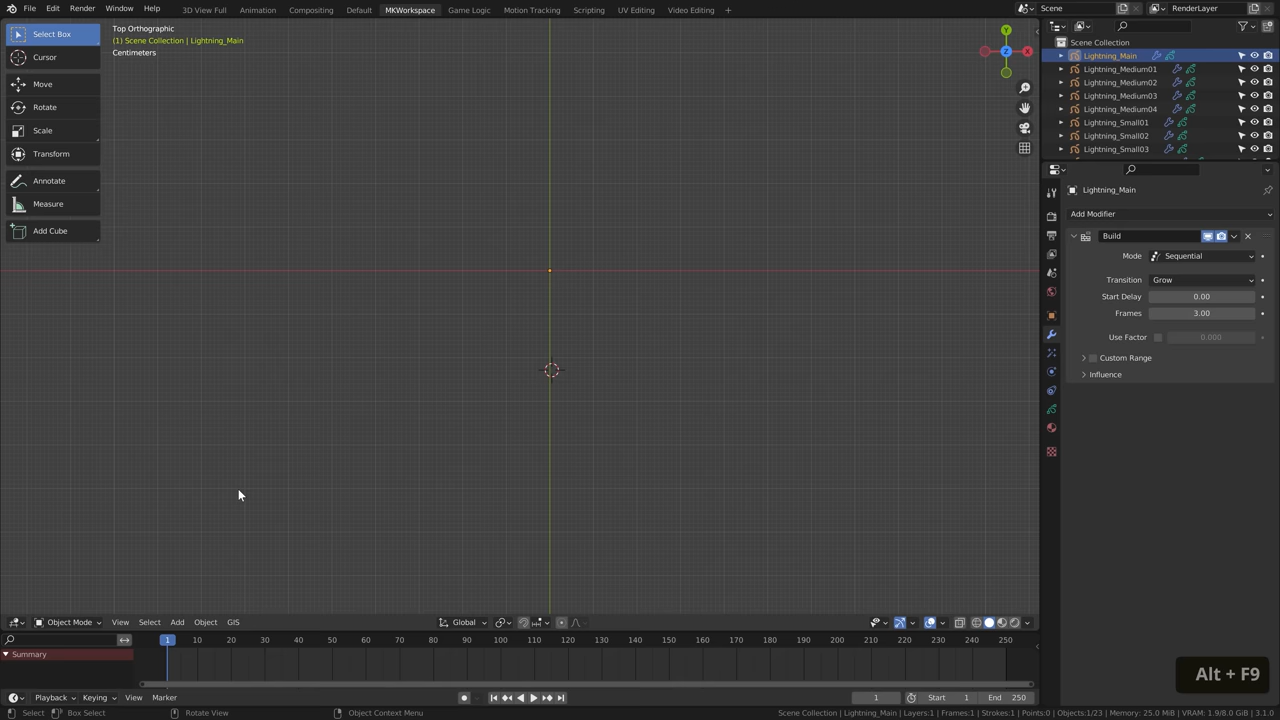 File Edit Render Window Help 3D View Full Animation Compositing Default MKWorkspace Game Logic Motion Tracking Scripting UV Editing Video Editing + Scene RenderLayer
Select Box
Cursor
Move
Rotate
Scale
Transform
Annotate
Measure
Add Cube
Top Orthographic
(1) Scene Collection | Lightning_Main
Centimeters
Y
Z
X
Scene Collection
Lightning_Main
Lightning_Medium01
Lightning_Medium02
Lightning_Medium03
Lightning_Medium04
Lightning_Small01
Lightning_Small02
Lightning_Small03
Lightning_Main
Add Modifier
Build
Mode Sequential
Transition Grow
Start Delay 0.00
Frames 3.00
Use Factor 0.000
Custom Range
Influence
Object Mode View Select Add Object GIS Global
1 10 20 30 40 50 60 70 80 90 100 110 120 130 140 150 160 170 180 190 200 210 220 230 240 250
Summary
Alt + F9
Playback Keying View Marker 1 Start 1 End 250
Select Box Select Rotate View Object Context Menu Scene Collection | Lightning_Main | Layers:1 | Frames:1 | Strokes:1 | Points:0 | Objects:1/23 | Memory: 25.0 MiB | VRAM: 1.9/8.0 GiB | 3.1.0